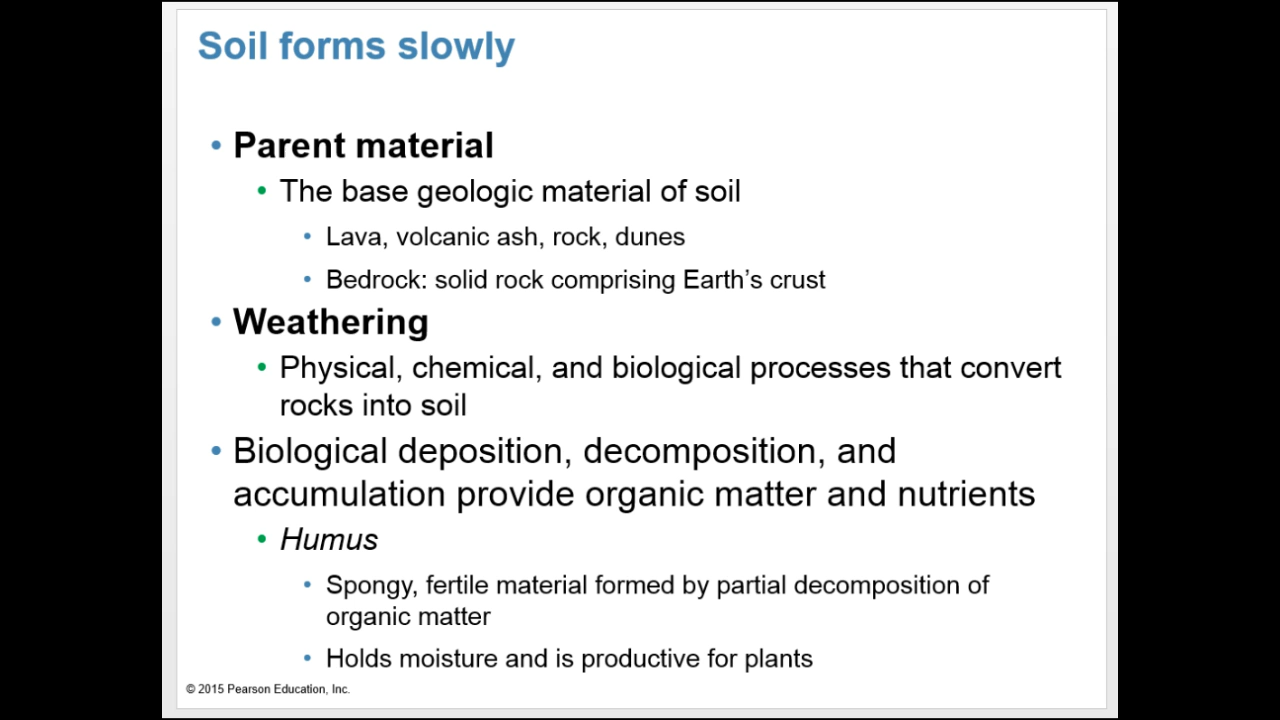 Soil forms slowly
• Parent material
• The base geologic material of soil
• Lava, volcanic ash, rock, dunes
• Bedrock: solid rock comprising Earth's crust
• Weathering
• Physical, chemical, and biological processes that convert
rocks into soil
• Biological deposition, decomposition, and
accumulation provide organic matter and nutrients
• Humus
• Spongy, fertile material formed by partial decomposition of
organic matter
• Holds moisture and is productive for plants
© 2015 Pearson Education, Inc.